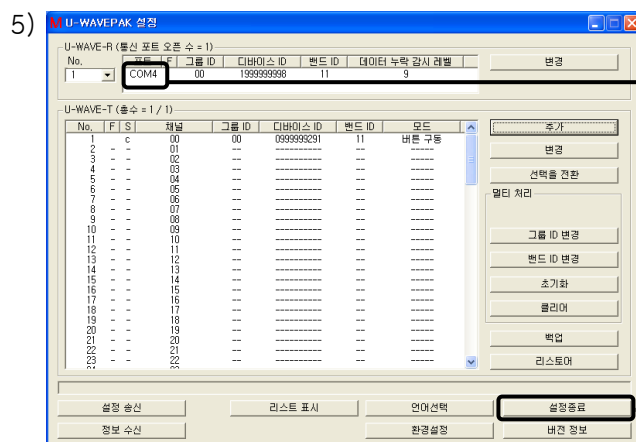 5)
U-WAVEPAK 설정
U-WAVE-R (통신 포트 오픈 수 = 1)
No. 포트 F 그룹 ID 디바이스 ID 밴드 ID 데이터 누락 감시 레벨 변경
1 COM4 00 1999999998 11 9
U-WAVE-T (총수 = 1 / 1)
No. F S 채널 그룹 ID 디바이스 ID 밴드 ID 모드 추가
1 - c 00 00 0999999291 11 버튼 구동
2 - - 01 -- ---------- -- ----- 변경
3 - - 02 -- ---------- -- -----
4 - - 03 -- ---------- -- -----
5 - - 04 -- ---------- -- ----- 선택을 전환
6 - - 05 -- ---------- -- ----- 멀티 처리
7 - - 06 -- ---------- -- -----
8 - - 07 -- ---------- -- -----
9 - - 08 -- ---------- -- -----
10 - - 09 -- ---------- -- ----- 그룹 ID 변경
11 - - 10 -- ---------- -- -----
12 - - 11 -- ---------- -- ----- 밴드 ID 변경
13 - - 12 -- ---------- -- -----
14 - - 13 -- ---------- -- ----- 초기화
15 - - 14 -- ---------- -- -----
16 - - 15 -- ---------- -- ----- 클리어
17 - - 16 -- ---------- -- -----
18 - - 17 -- ---------- -- -----
19 - - 18 -- ---------- -- -----
20 - - 19 -- ---------- -- ----- 백업
21 - - 20 -- ---------- -- -----
22 - - 21 -- ---------- -- ----- 리스토어
23 - - 22 -- ---------- -- -----
설정 송신 리스트 표시 언어선택 설정종료
정보 수신 환경설정 버전 정보